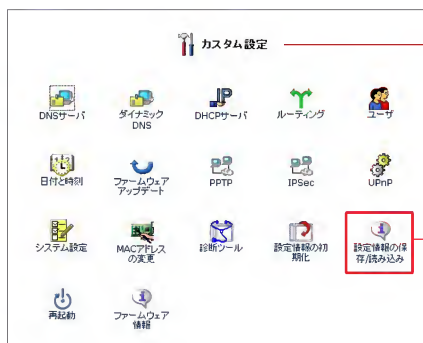 カスタム設定
DNSサーバ
ダイナミック
DNS
DHCPサーバ
ルーティング
ユーザ
日付と時刻
ファームウェア
アップデート
PPTP
IPSec
UPnP
システム設定
MACアドレス
の変更
診断ツール
設定情報の初
期化
設定情報の保
存/読み込み
再起動
ファームウェア
情報